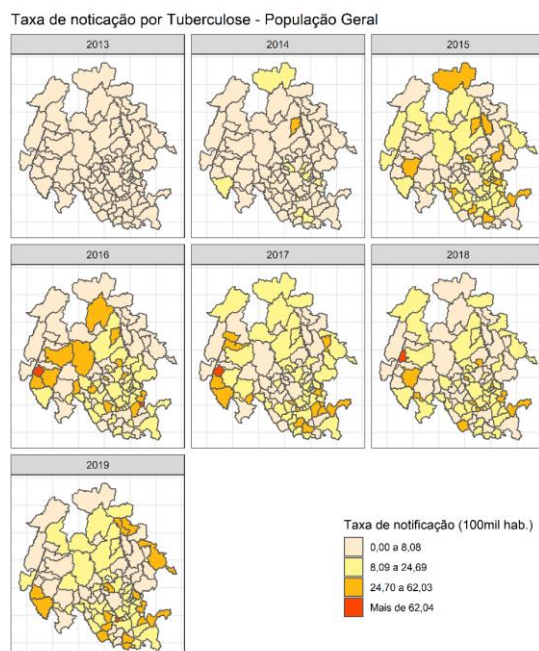 Taxa de noticação por Tuberculose - População Geral
2013
2014
2015
2016
2017
2018
2019
Taxa de notificação (100mil hab.)
0,00 a 8,08
8,09 a 24,69
24,70 a 62,03
Mais de 62,04